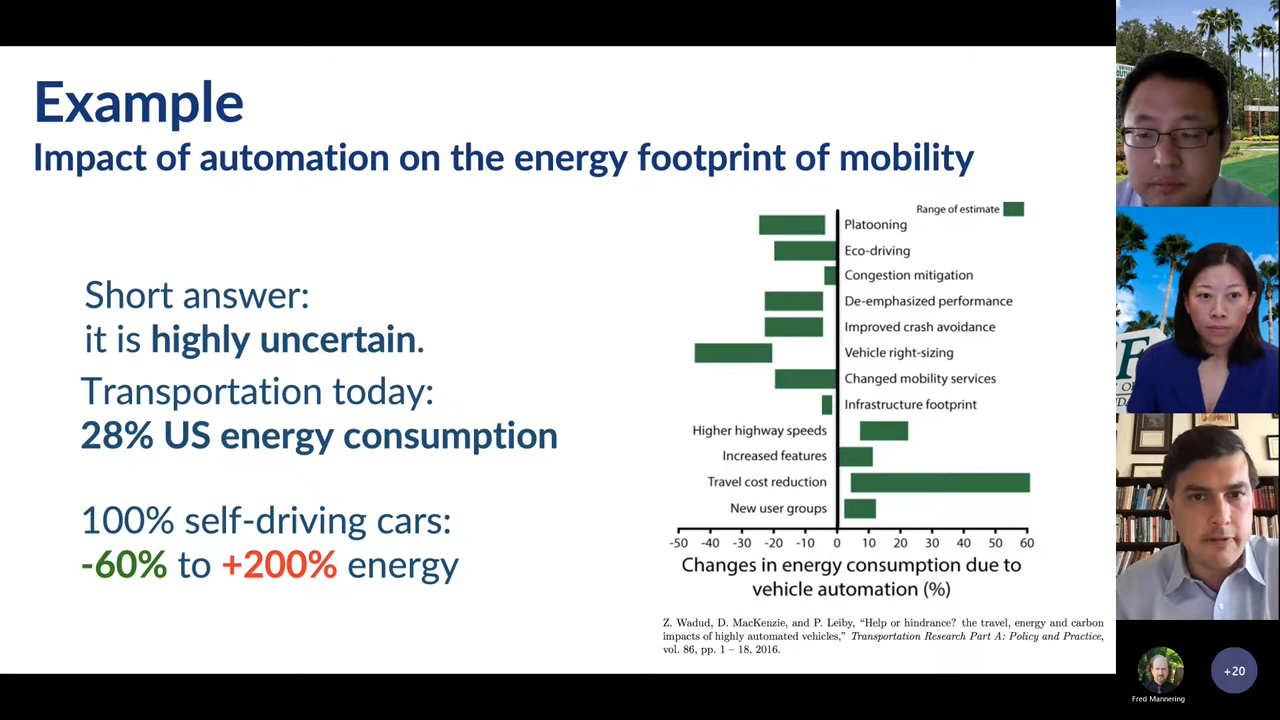 Example
Impact of automation on the energy footprint of mobility
Short answer:
it is highly uncertain.
Transportation today:
28% US energy consumption
100% self-driving cars:
-60% to +200% energy
Range of estimate
Platooning
Eco-driving
Congestion mitigation
De-emphasized performance
Improved crash avoidance
Vehicle right-sizing
Changed mobility services
Infrastructure footprint
Higher highway speeds
Increased features
Travel cost reduction
New user groups
-50 -40 -30 -20 -10 0 10 20 30 40 50 60
Changes in energy consumption due to
vehicle automation (%)
Z. Wadud, D. MacKenzie, and P. Leiby, “Help or hindrance? the travel, energy and carbon
impacts of highly automated vehicles,” Transportation Research Part A: Policy and Practice,
vol. 86, pp. 1 – 18, 2016.
Fred Mannering
+20